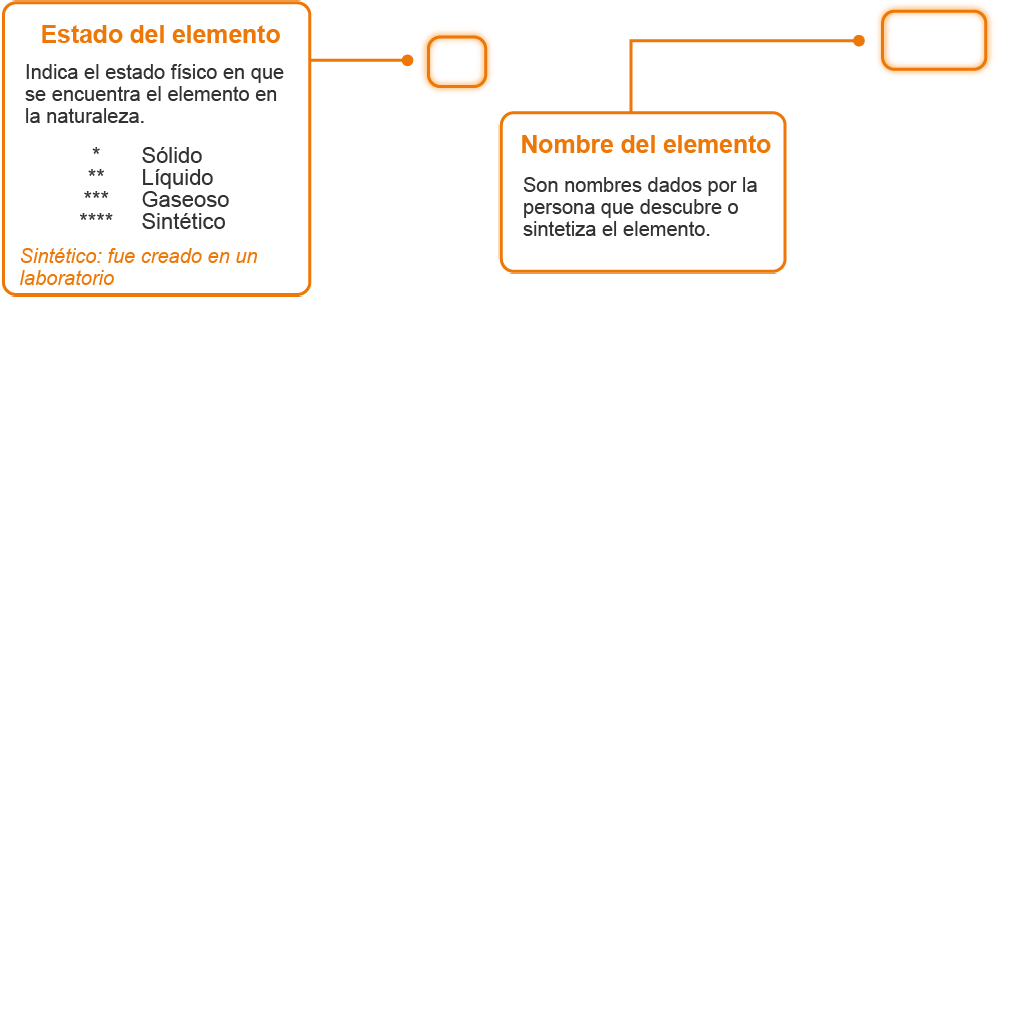 Estado del elemento
Indica el estado físico en que
se encuentra el elemento en
la naturaleza.
* Sólido
** Líquido
*** Gaseoso
**** Sintético
Sintético: fue creado en un
laboratorio
Nombre del elemento
Son nombres dados por la
persona que descubre o
sintetiza el elemento.